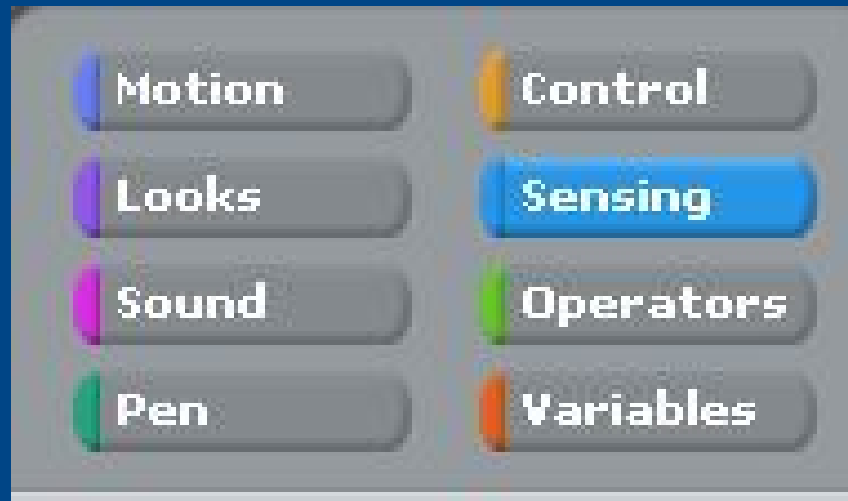 Motion Control
Looks Sensing
Sound Operators
Pen Variables